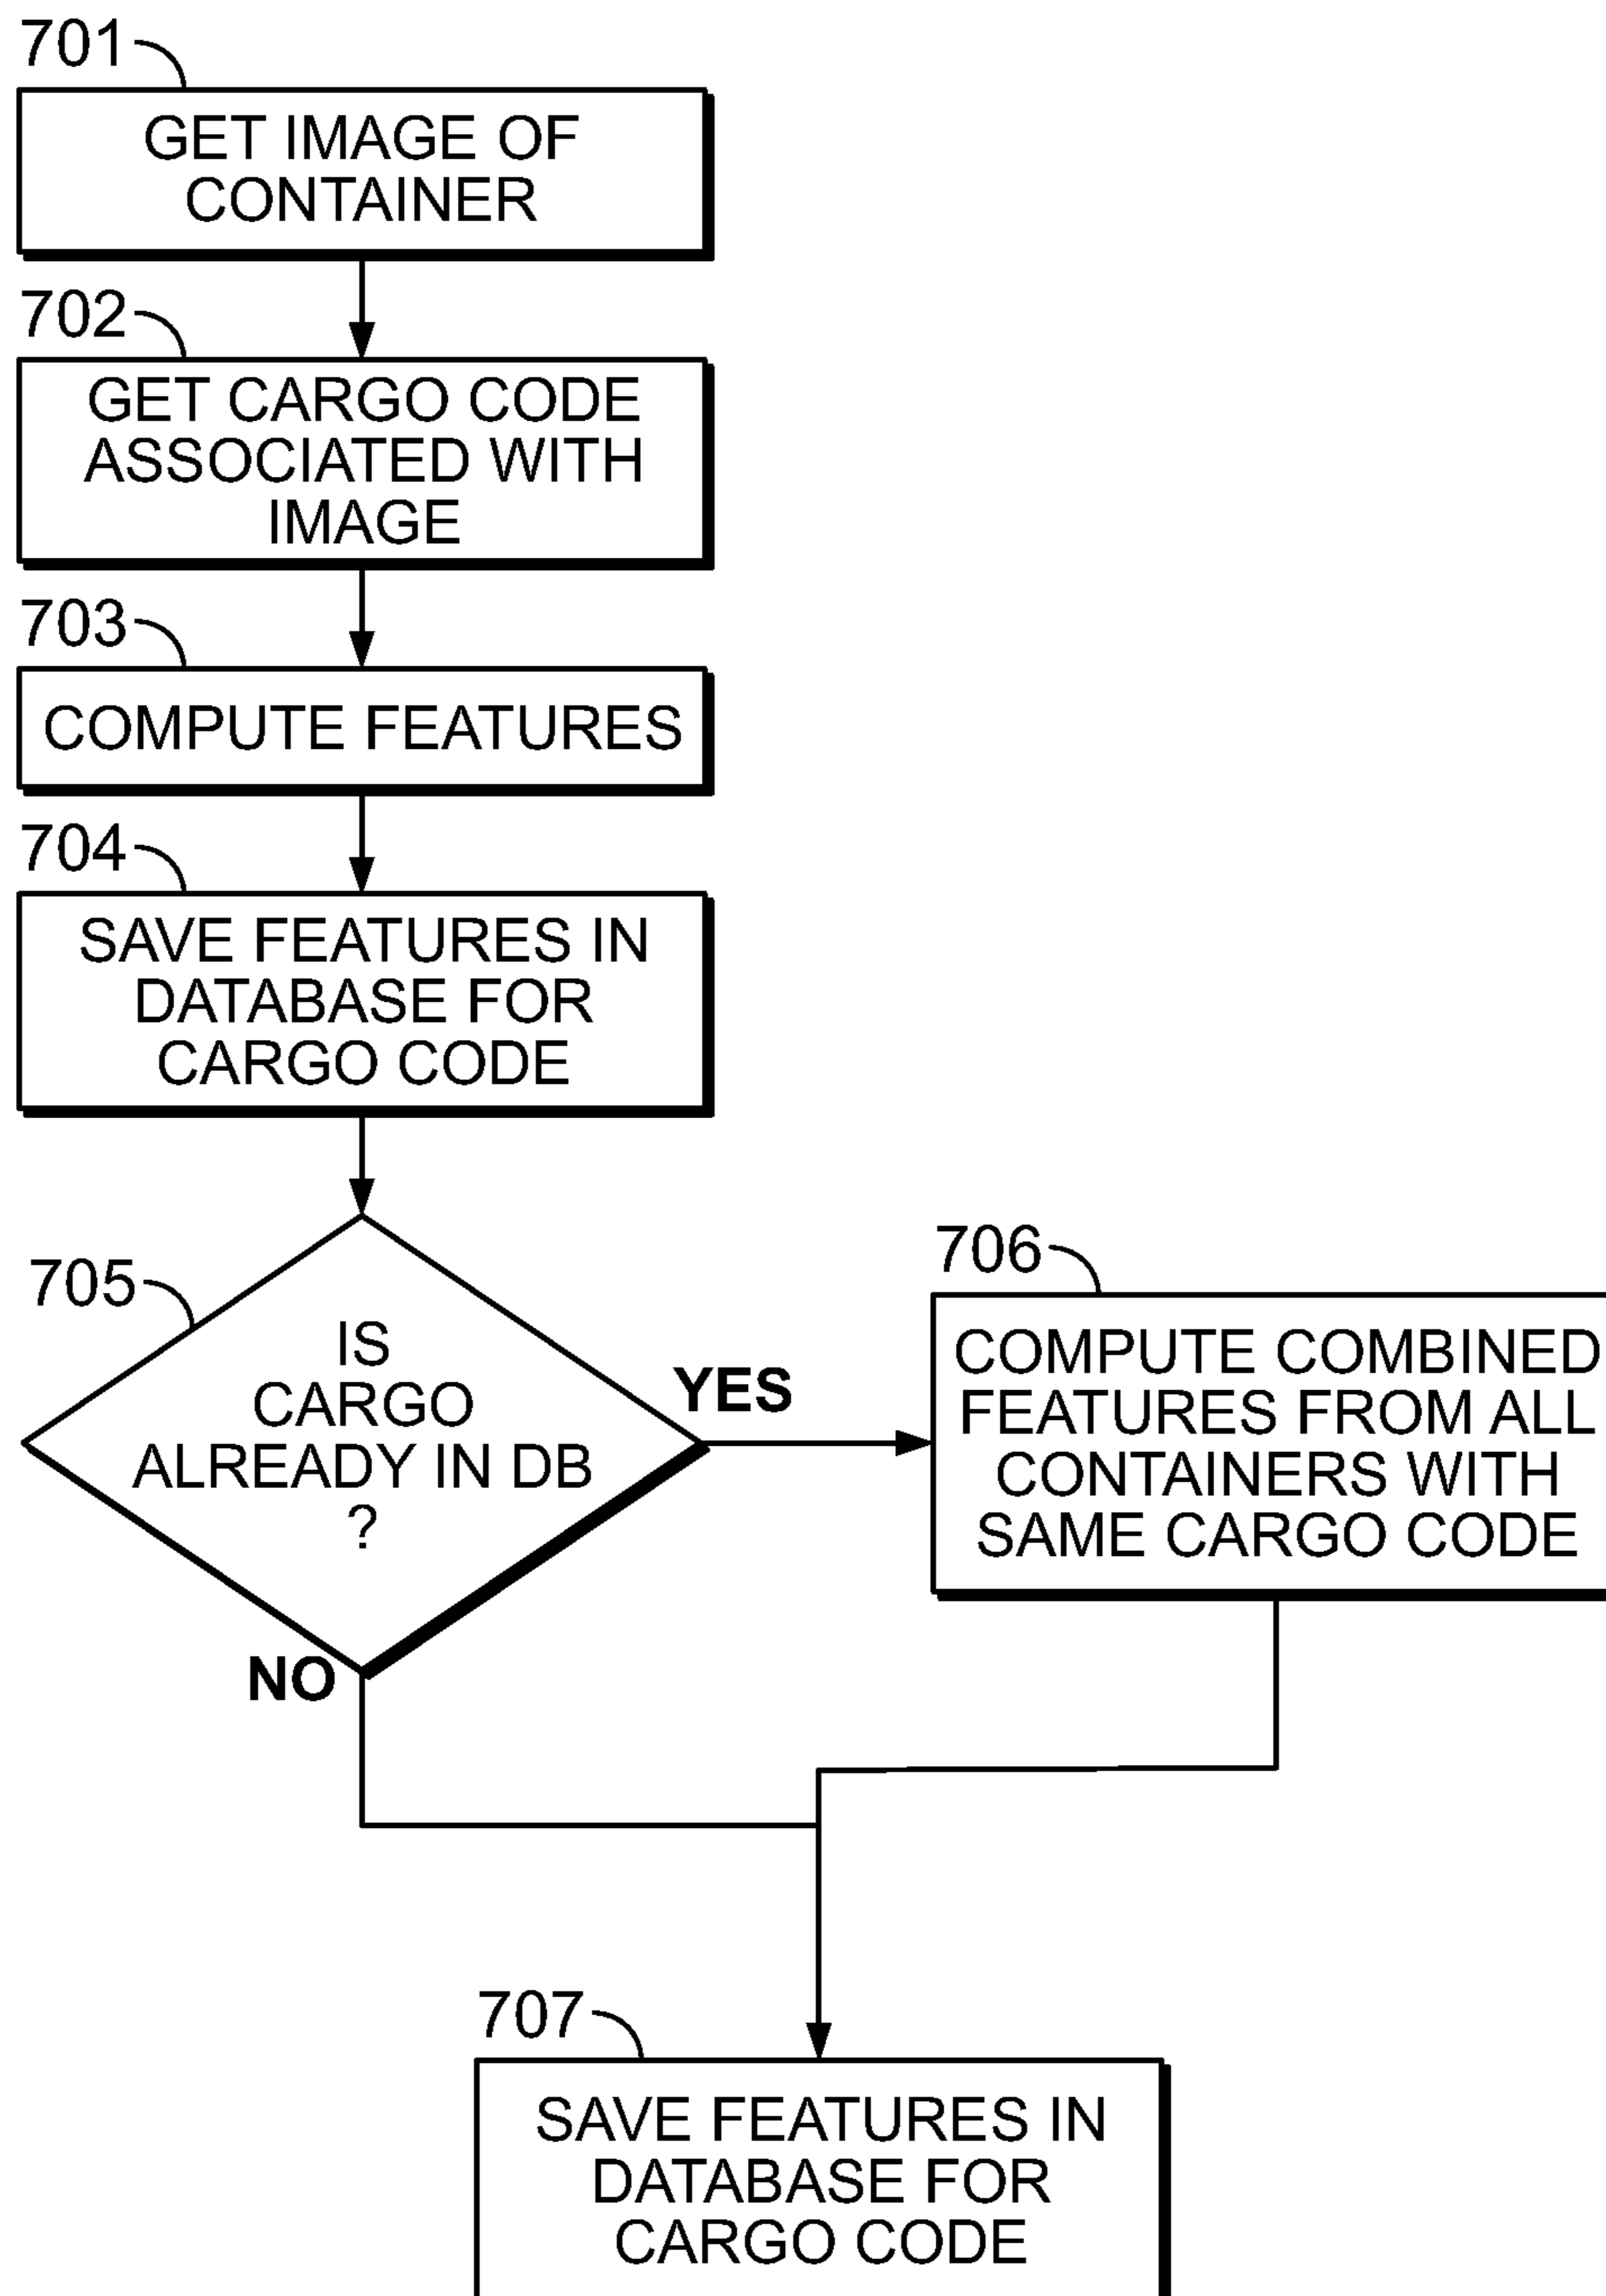 701
GET IMAGE OF
CONTAINER
702
GET CARGO CODE
ASSOCIATED WITH
IMAGE
703
COMPUTE FEATURES
704
SAVE FEATURES IN
DATABASE FOR
CARGO CODE
705
IS
CARGO
ALREADY IN DB
?
YES
NO
706
COMPUTE COMBINED
FEATURES FROM ALL
CONTAINERS WITH
SAME CARGO CODE
707
SAVE FEATURES IN
DATABASE FOR
CARGO CODE